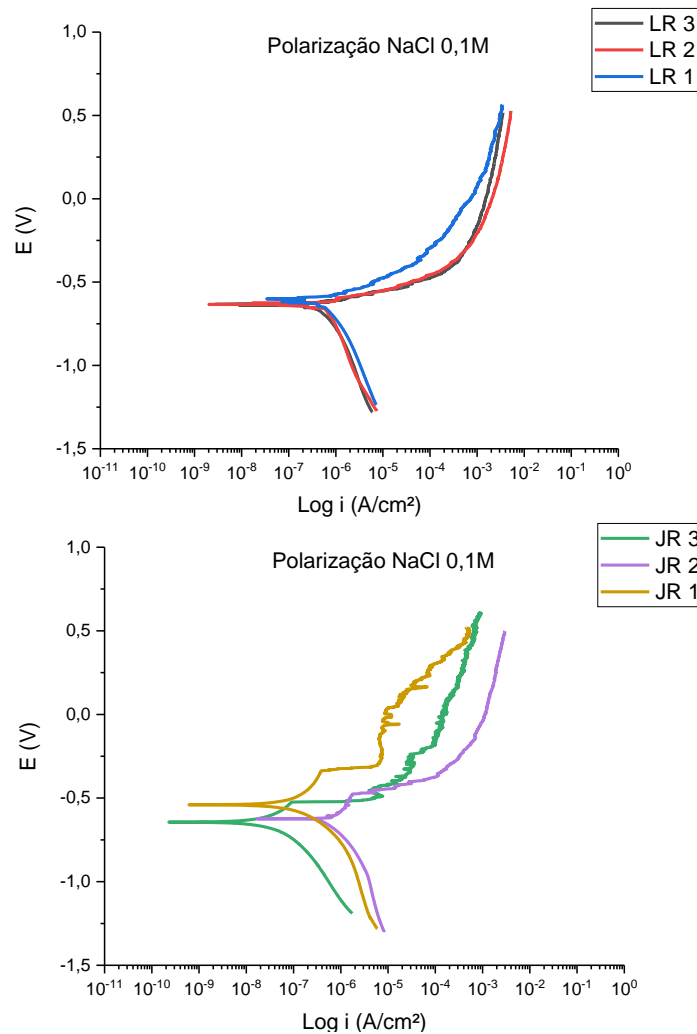 Polarização NaCl 0,1M
LR 3
LR 2
LR 1
1,0
0,5
0,0
-0,5
-1,0
-1,5
E (V)
10⁻¹¹ 10⁻¹⁰ 10⁻⁹ 10⁻⁸ 10⁻⁷ 10⁻⁶ 10⁻⁵ 10⁻⁴ 10⁻³ 10⁻² 10⁻¹ 10⁰
Log i (A/cm²)
Polarização NaCl 0,1M
JR 3
JR 2
JR 1
1,0
0,5
0,0
-0,5
-1,0
-1,5
E (V)
10⁻¹¹ 10⁻¹⁰ 10⁻⁹ 10⁻⁸ 10⁻⁷ 10⁻⁶ 10⁻⁵ 10⁻⁴ 10⁻³ 10⁻² 10⁻¹ 10⁰
Log i (A/cm²)